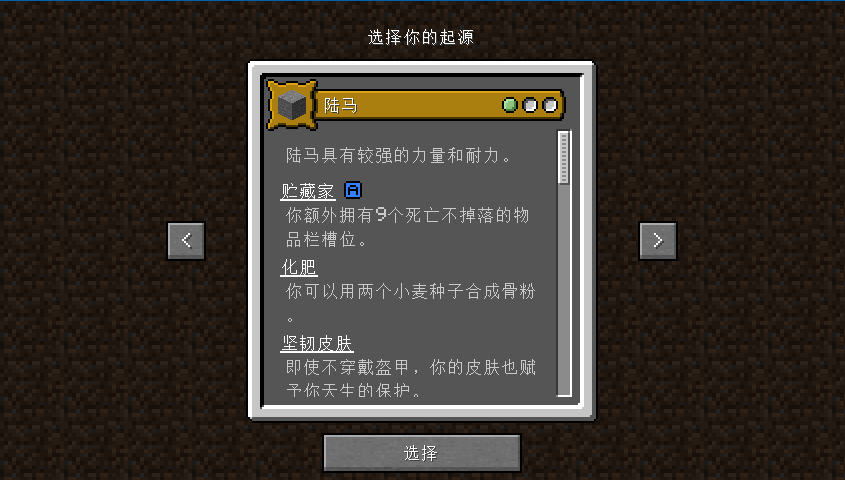 选择你的起源
陆马
陆马具有较强的力量和耐力。
贮藏家 A
你额外拥有9个死亡不掉落的物
品栏槽位。
化肥
你可以用两个小麦种子合成骨粉
。
坚韧皮肤
即使不穿戴盔甲，你的皮肤也赋
予你天生的保护。
<
>
选择